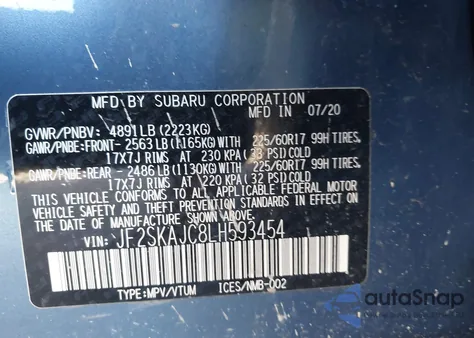 MFD. BY SUBARU CORPORATION
IN 07/20
GVWR/PNBV- 4891LB (2223KG)
GAWR/PNBE:FRONT- 2563 LB (1165KG) WITH 225/60R17 99H TIRES.
17X7J RIMS AT 230 KPA (33 PSI) COLD
GAWR/PNBE:REAR - 2486 LB (1130KG) WITH 225/60R17 99H TIRES.
17X7J RIMS AT 220 KPA (32 PSI) COLD
THIS VEHICLE CONFORMS TO ALL APPLICABLE FEDERAL MOTOR
VEHICLE SAFETY STANDARDS IN EFFECT ON THE DATE OF
MANUFACTURE SHOWN ABOVE.
VIN: JF2SKAJC8LH593454
TYPE:MPV/VTUM ICES/NMB-002
autoSnap